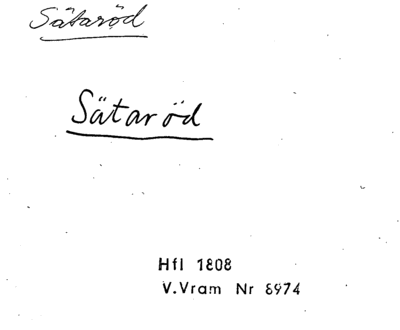 Sätaröd
Sätaröd
Hfl 1808
V.Vram Nr 8974